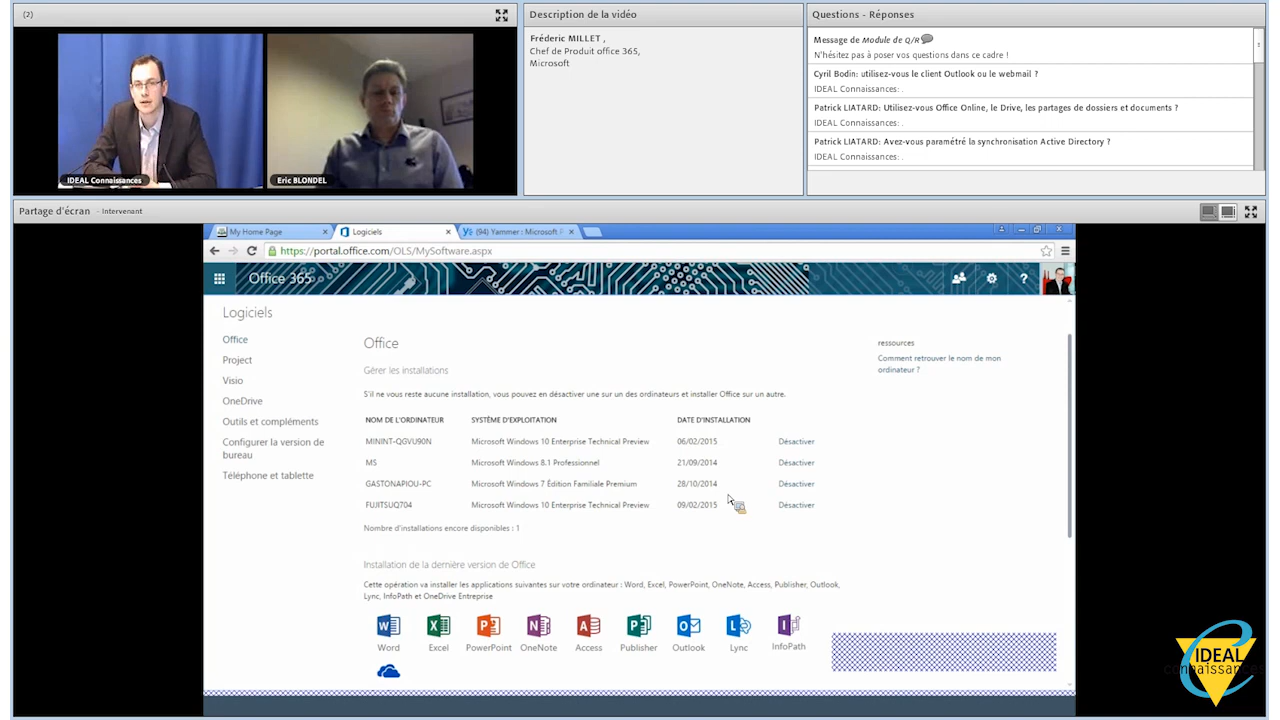 (2)
IDEAL Connaissances
Eric BLONDEL
Description de la vidéo
Fréderic MILLET ,
Chef de Produit office 365,
Microsoft
Questions - Réponses
Message de Module de Q/R
N'hésitez pas à poser vos questions dans ce cadre !
Cyril Bodin: utilisez-vous le client Outlook ou le webmail ?
IDEAL Connaissances: .
Patrick LIATARD: Utilisez-vous Office Online, le Drive, les partages de dossiers et documents ?
IDEAL Connaissances: .
Patrick LIATARD: Avez-vous paramétré la synchronisation Active Directory ?
IDEAL Connaissances: .
Partage d'écran - Intervenant
My Home Page
Logiciels
(94) Yammer : Microsoft F
https://portal.office.com/OLS/MySoftware.aspx
Office 365
Logiciels
Office
Project
Visio
OneDrive
Outils et compléments
Configurer la version de
bureau
Téléphone et tablette
Office
Gérer les installations
S'il ne vous reste aucune installation, vous pouvez en désactiver une sur un des ordinateurs et installer Office sur un autre.
NOM DE L'ORDINATEUR SYSTÈME D'EXPLOITATION DATE D'INSTALLATION
MININT-QGVU90N Microsoft Windows 10 Enterprise Technical Preview 06/02/2015 Désactiver
MS Microsoft Windows 8.1 Professionnel 21/09/2014 Désactiver
GASTONAPIOU-PC Microsoft Windows 7 Édition Familiale Premium 28/10/2014 Désactiver
FUJITSUQ704 Microsoft Windows 10 Enterprise Technical Preview 09/02/2015 Désactiver
Nombre d'installations encore disponibles : 1
Installation de la dernière version de Office
Cette opération va installer les applications suivantes sur votre ordinateur : Word, Excel, PowerPoint, OneNote, Access, Publisher, Outlook,
Lync, InfoPath et OneDrive Entreprise
Word Excel PowerPoint OneNote Access Publisher Outlook Lync InfoPath
ressources
Comment retrouver le nom de mon
ordinateur ?
IDEAL
connaissances